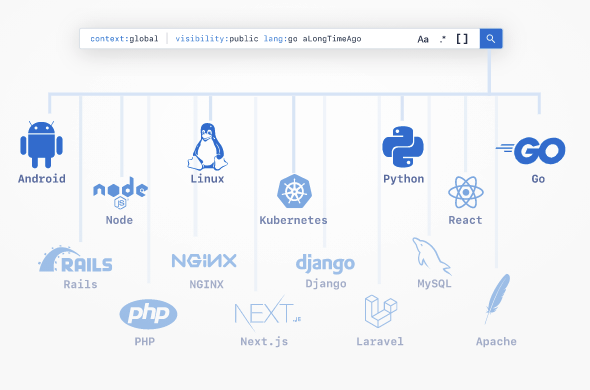 context:global | visibility:public lang:go aLongTimeAgo Aa .* []
Android
Linux
Python
GO
Go
node
JS
Node
Kubernetes
React
RAILS
Rails
NGiNX
NGINX
django
Django
MySQL
php
PHP
NEXT.JS
Next.js
Laravel
Apache